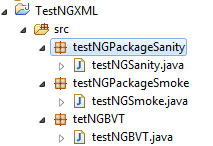 TestNGXML
src
testNGPackageSanity
testNGSanity.java
testNGPackageSmoke
testNGSmoke.java
tetNGBVT
testNGBVT.java